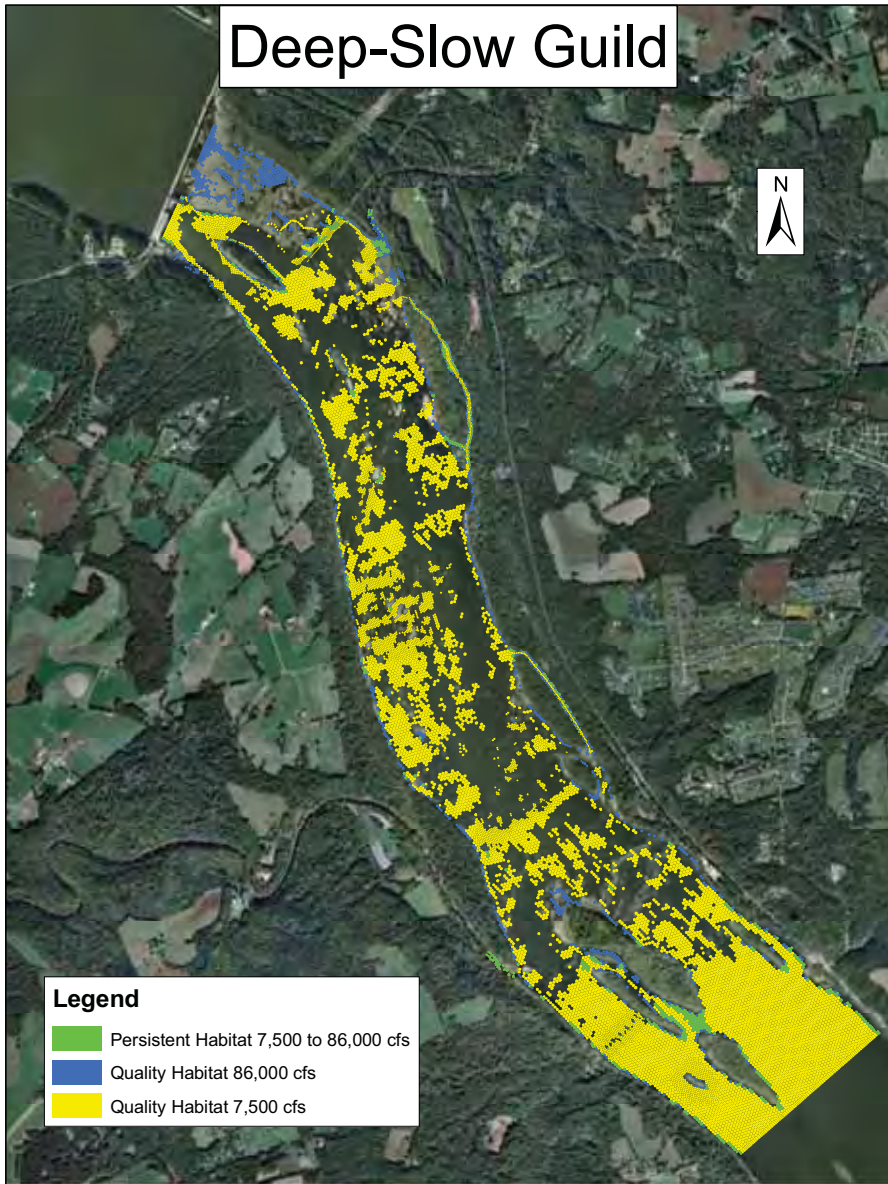 Deep-Slow Guild
N
Legend
Persistent Habitat 7,500 to 86,000 cfs
Quality Habitat 86,000 cfs
Quality Habitat 7,500 cfs